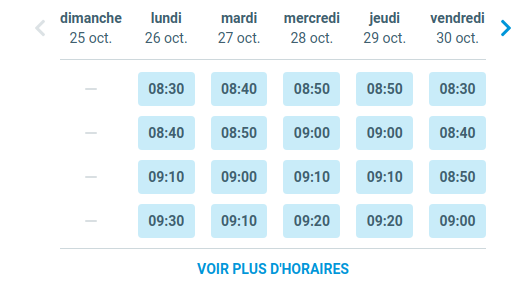 dimanche lundi mardi mercredi jeudi vendredi
25 oct. 26 oct. 27 oct. 28 oct. 29 oct. 30 oct.
— 08:30 08:40 08:50 08:50 08:30
— 08:40 08:50 09:00 09:00 08:40
— 09:10 09:00 09:10 09:10 08:50
— 09:30 09:10 09:20 09:20 09:00
VOIR PLUS D'HORAIRES